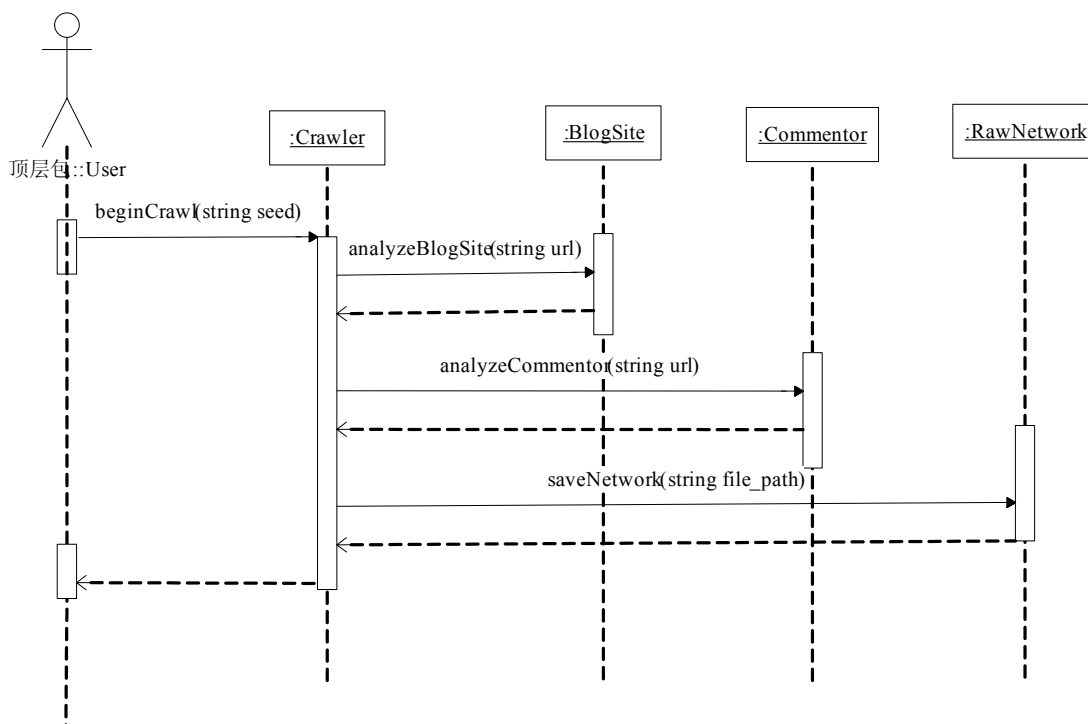 :Crawler
:BlogSite
:Commentor
:RawNetwork
顶层包::User
beginCrawl(string seed)
analyzeBlogSite(string url)
analyzeCommentor(string url)
saveNetwork(string file_path)